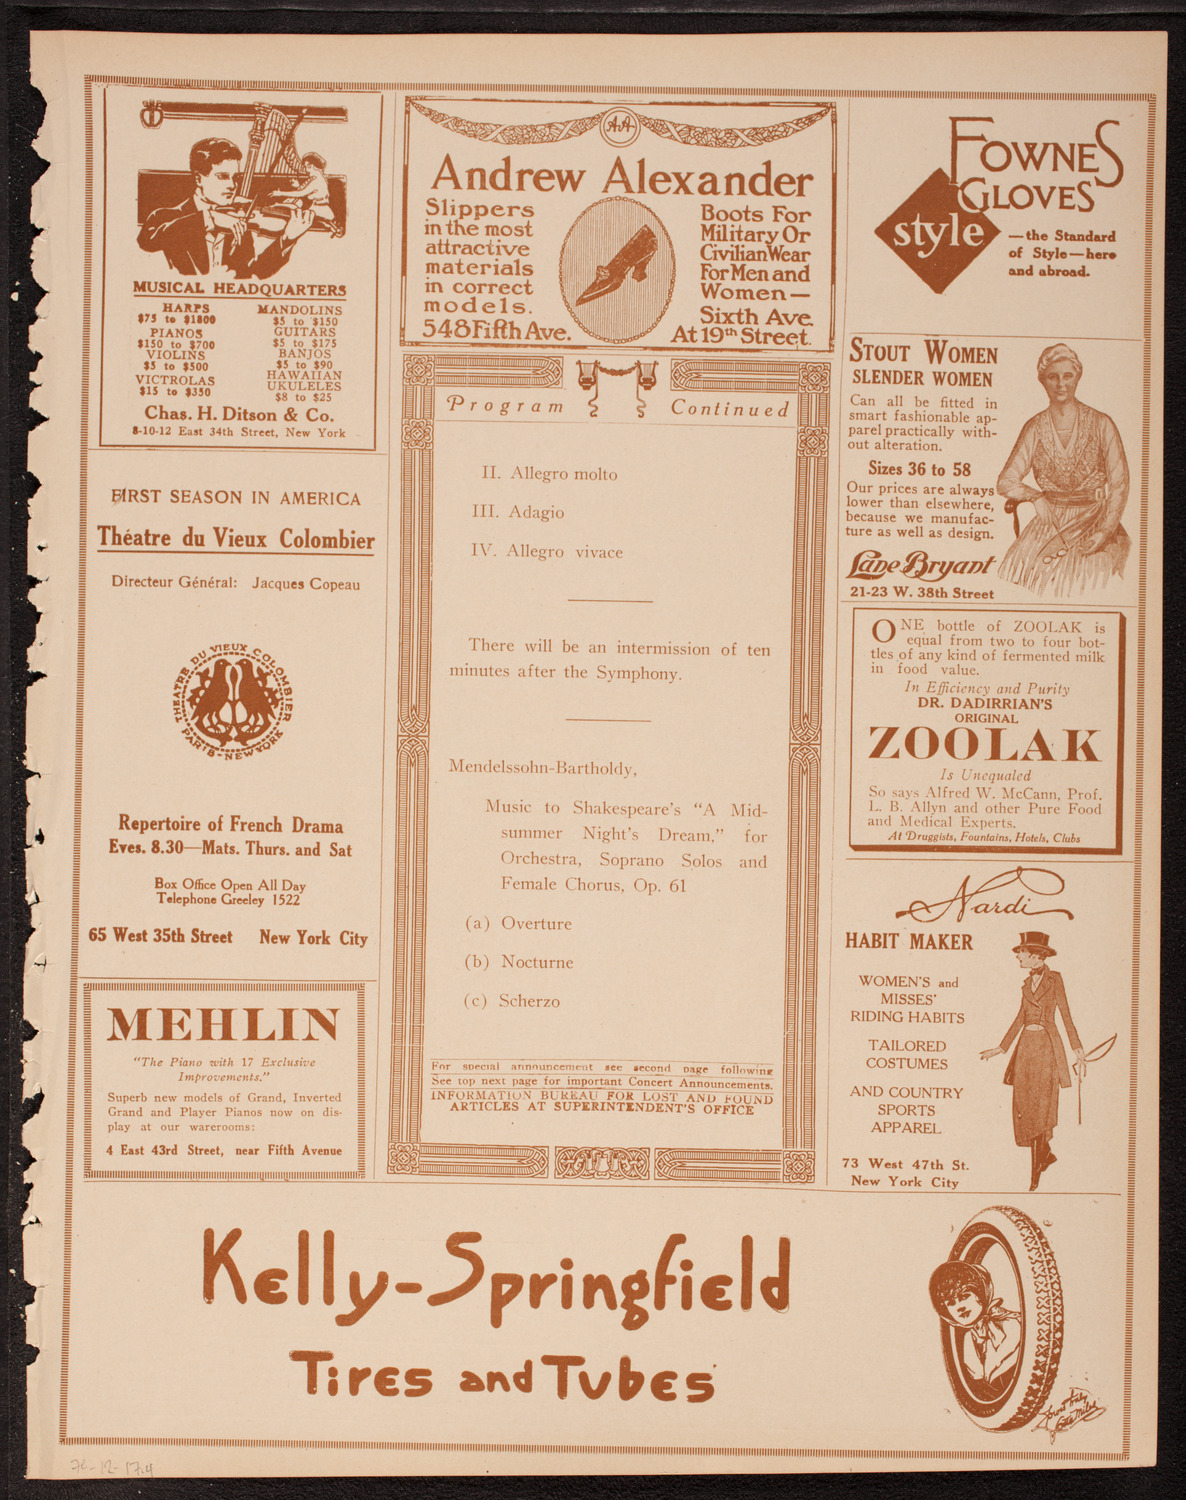 MUSICAL HEADQUARTERS
HARPS
$75 to $1800
PIANOS
$150 to $700
VIOLINS
$5 to $500
VICTROLAS
$15 to $350
MANDOLINS
$5 to $150
GUITARS
$5 to $175
BANJOS
$5 to $90
HAWAIIAN
UKULELES
$8 to $25
Chas. H. Ditson & Co.
8-10-12 East 34th Street, New York
FIRST SEASON IN AMERICA
Théatre du Vieux Colombier
Directeur Général: Jacques Copeau
THEATRE DU VIEUX COLOMBIER
PARIS-NEW YORK
Repertoire of French Drama
Eves. 8.30—Mats. Thurs. and Sat
Box Office Open All Day
Telephone Greeley 1522
65 West 35th Street New York City
MEHLIN
"The Piano with 17 Exclusive
Improvements."
Superb new models of Grand, Inverted
Grand and Player Pianos now on dis-
play at our warerooms:
4 East 43rd Street, near Fifth Avenue
AA
Andrew Alexander
Slippers
in the most
attractive
materials
in correct
models.
548 Fifth Ave.
Boots For
Military Or
Civilian Wear
For Men and
Women—
Sixth Ave
At 19th Street.
Program Continued
II. Allegro molto
III. Adagio
IV. Allegro vivace
There will be an intermission of ten
minutes after the Symphony.
Mendelssohn-Bartholdy,
Music to Shakespeare's "A Mid-
summer Night's Dream," for
Orchestra, Soprano Solos and
Female Chorus, Op. 61
(a) Overture
(b) Nocturne
(c) Scherzo
For special announcement see second page following
See top next page for important Concert Announcements.
INFORMATION BUREAU FOR LOST AND FOUND
ARTICLES AT SUPERINTENDENT'S OFFICE
FOWNES
GLOVES
style
—the Standard
of Style—here
and abroad.
STOUT WOMEN
SLENDER WOMEN
Can all be fitted in
smart fashionable ap-
parel practically with-
out alteration.
Sizes 36 to 58
Our prices are always
lower than elsewhere,
because we manufac-
ture as well as design.
Lane Bryant
21-23 W. 38th Street
ONE bottle of ZOOLAK is
equal from two to four bot-
tles of any kind of fermented milk
in food value.
In Efficiency and Purity
DR. DADIRRIAN'S
ORIGINAL
ZOOLAK
Is Unequaled
So says Alfred W. McCann, Prof.
L. B. Allyn and other Pure Food
and Medical Experts.
At Druggists, Fountains, Hotels, Clubs
Nardi
HABIT MAKER
WOMEN'S and
MISSES'
RIDING HABITS
TAILORED
COSTUMES
AND COUNTRY
SPORTS
APPAREL
73 West 47th St.
New York City
Kelly-Springfield
Tires and Tubes